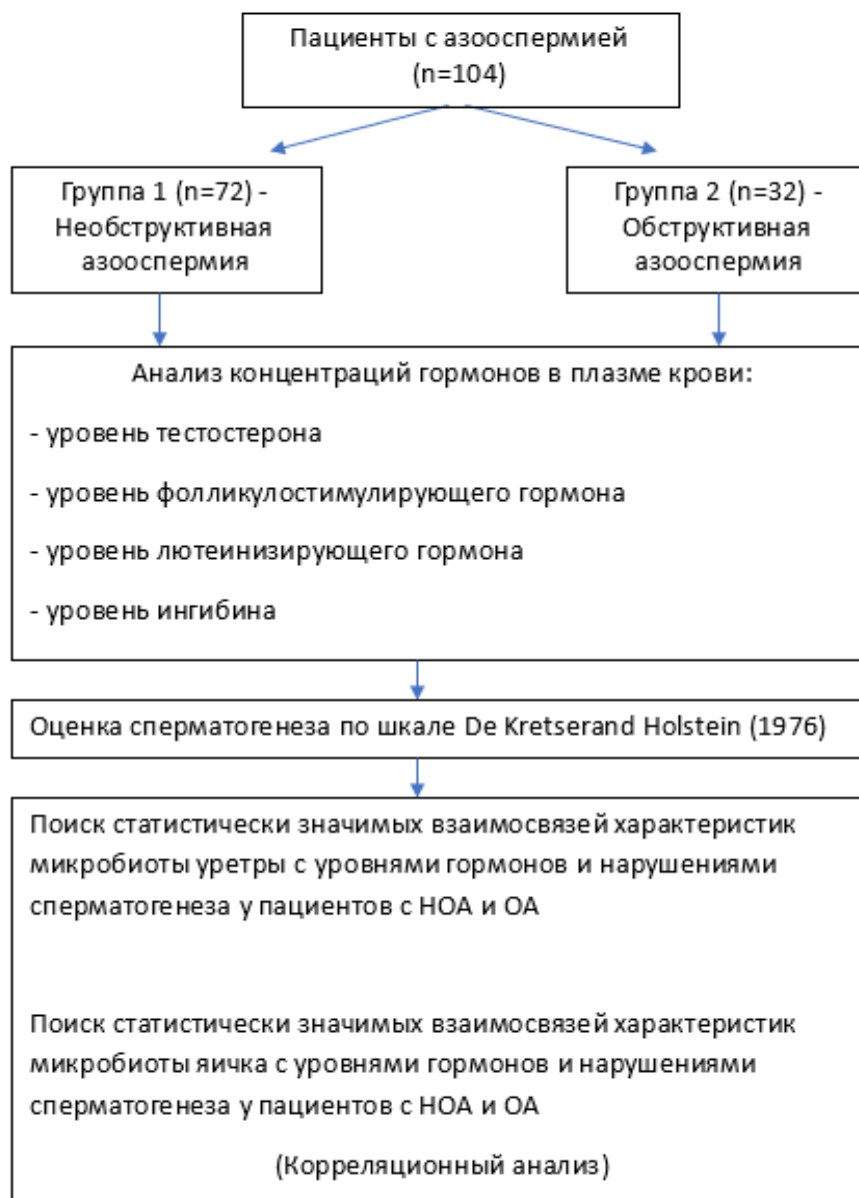 Пациенты с азооспермией
(n=104)
Группа 1 (n=72) -
Необструктивная
азооспермия
Группа 2 (n=32) -
Обструктивная
азооспермия
Анализ концентраций гормонов в плазме крови:
- уровень тестостерона
- уровень фолликулостимулирующего гормона
- уровень лютеинизирующего гормона
- уровень ингибина
Оценка сперматогенеза по шкале De Kretserand Holstein (1976)
Поиск статистически значимых взаимосвязей характеристик
микробиоты уретры с уровнями гормонов и нарушениями
сперматогенеза у пациентов с НОА и ОА
Поиск статистически значимых взаимосвязей характеристик
микробиоты яичка с уровнями гормонов и нарушениями
сперматогенеза у пациентов с НОА и ОА
(Корреляционный анализ)